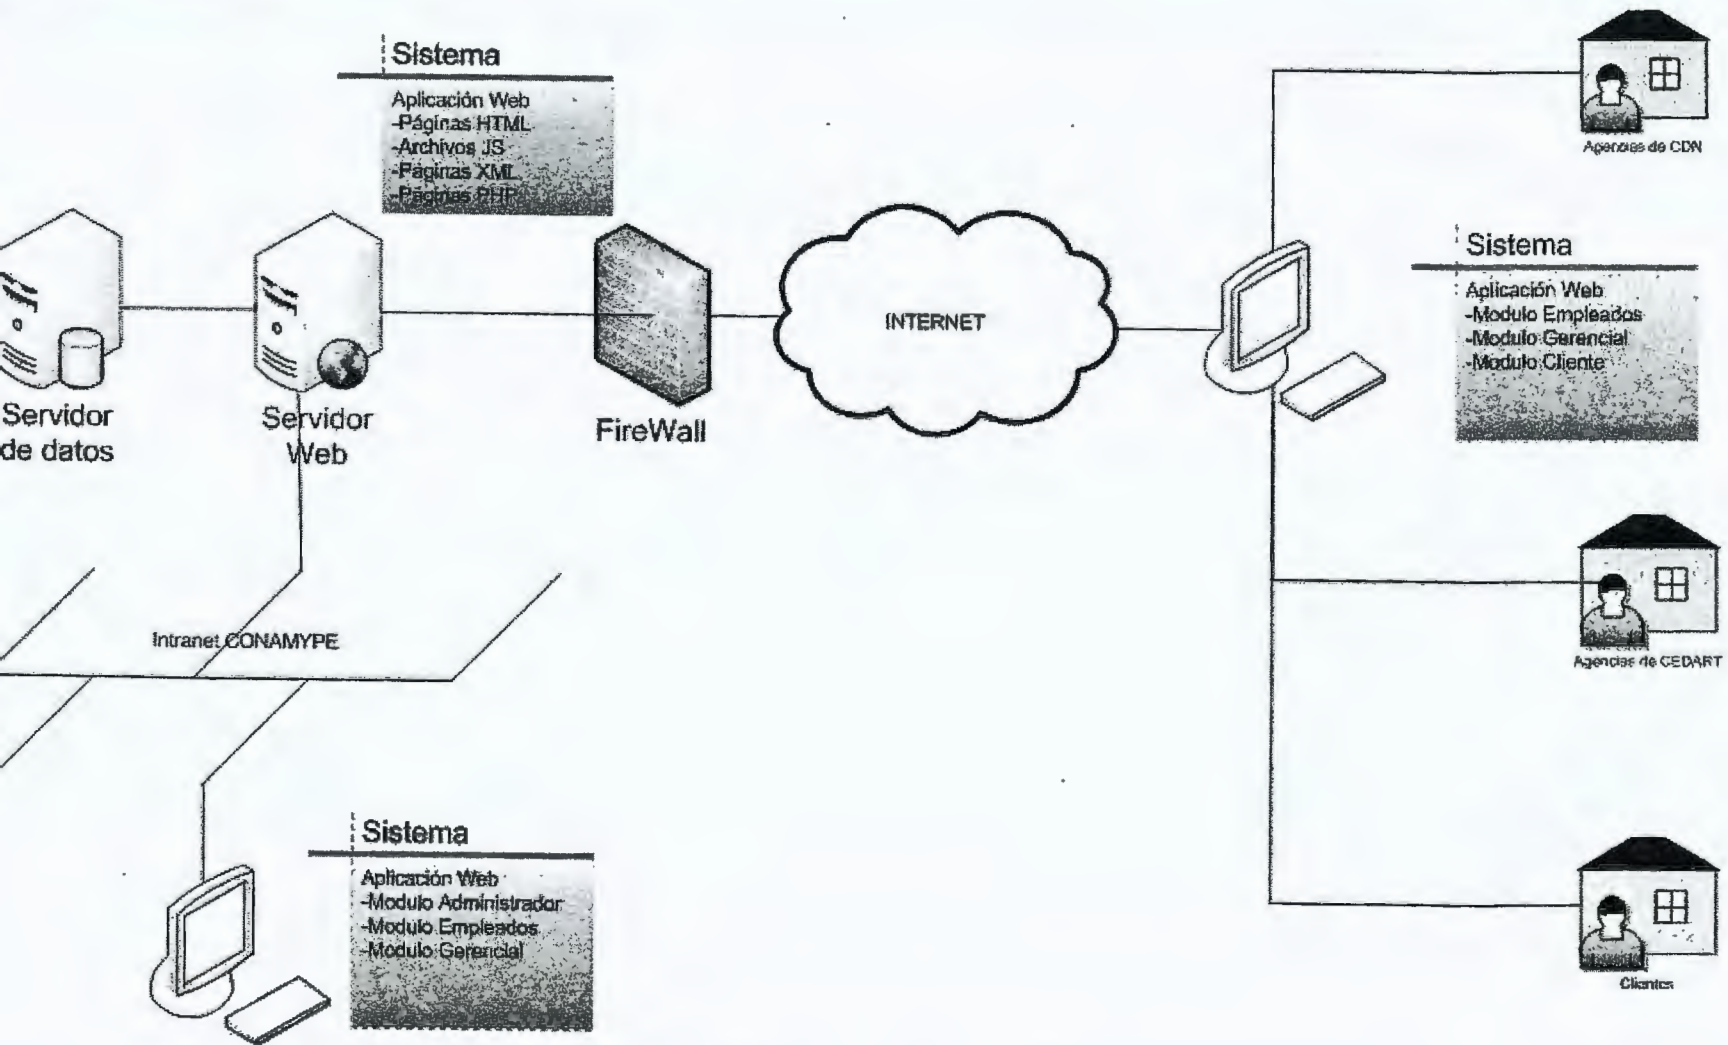 Sistema
Aplicación Web
-Páginas HTML
-Archivos JS
-Páginas XML
-Páginas PHP
Agencias de CDN
Sistema
Aplicación Web
-Modulo Empleados
-Modulo Gerencial
-Modulo Cliente
INTERNET
Servidor
de datos
Servidor
Web
FireWall
Intranet CONAMYPE
Agencias de CEDART
Sistema
Aplicación Web
-Modulo Administrador
-Modulo Empleados
-Modulo Gerencial
Clientes